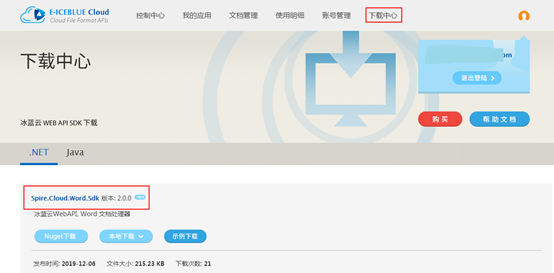 E-ICEBLUE Cloud
Cloud File Format APIs
控制中心 我的应用 文档管理 使用明细 账号管理 下载中心
下载中心
om
退出登陆
冰蓝云 WEB API SDK 下载
购买 帮助文档
.NET Java
Spire.Cloud.Word.Sdk 版本: 2.0.0
冰蓝云WebAPI, Word 文档处理器
Nuget下载 本地下载 示例下载
发布时间: 2019-12-06 文件大小: 215.23 KB 下载次数: 21